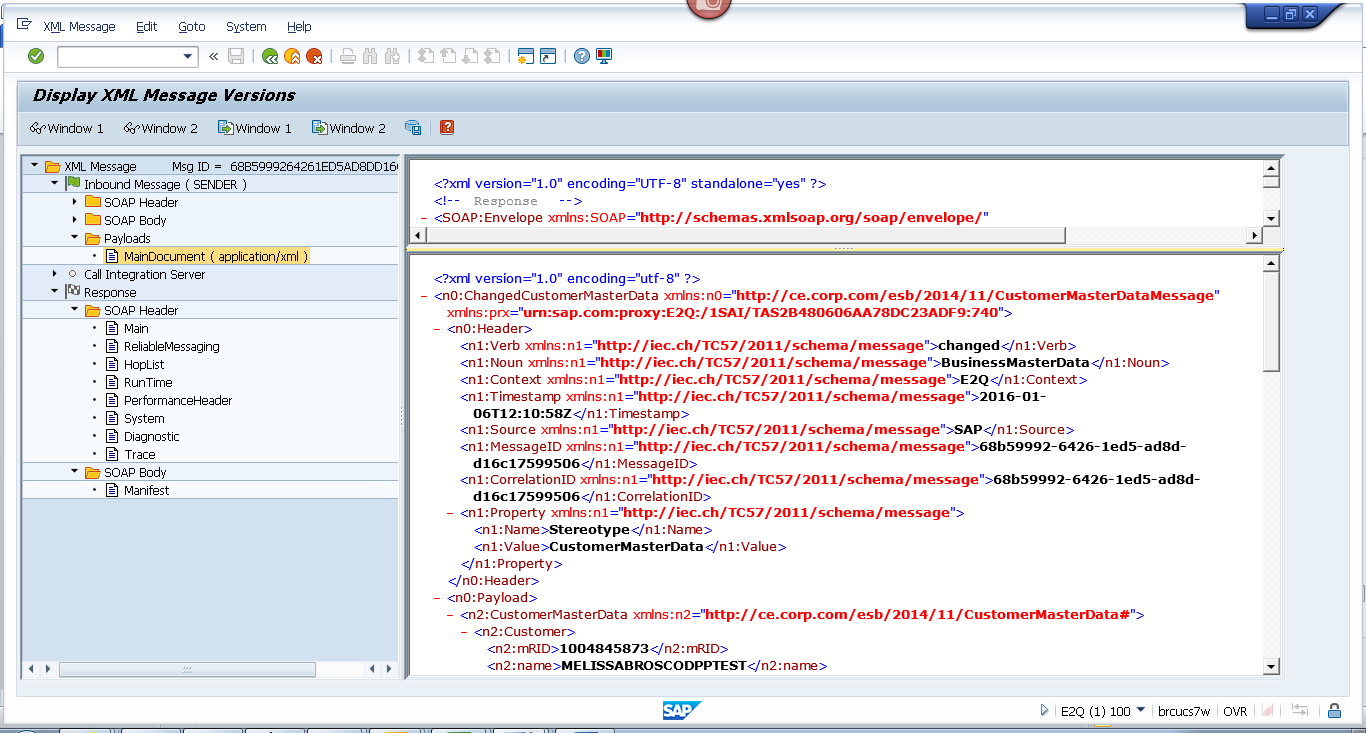 XML Message Edit Goto System Help
Display XML Message Versions
Window 1 Window 2 Window 1 Window 2
XML Message Msg ID = 68B5999264261ED5AD8DD16
Inbound Message ( SENDER )
SOAP Header
SOAP Body
Payloads
MainDocument ( application/xml )
Call Integration Server
Response
SOAP Header
Main
ReliableMessaging
HopList
RunTime
PerformanceHeader
System
Diagnostic
Trace
SOAP Body
Manifest
<?xml version="1.0" encoding="UTF-8" standalone="yes" ?>
<!-- Response -->
- <SOAP:Envelope xmlns:SOAP="http://schemas.xmlsoap.org/soap/envelope/"
<?xml version="1.0" encoding="utf-8" ?>
- <n0:ChangedCustomerMasterData xmlns:n0="http://ce.corp.com/esb/2014/11/CustomerMasterDataMessage"
xmlns:prx="urn:sap.com:proxy:E2Q:/1SAI/TAS2B480606AA78DC23ADF9:740">
- <n0:Header>
<n1:Verb xmlns:n1="http://iec.ch/TC57/2011/schema/message">changed</n1:Verb>
<n1:Noun xmlns:n1="http://iec.ch/TC57/2011/schema/message">BusinessMasterData</n1:Noun>
<n1:Context xmlns:n1="http://iec.ch/TC57/2011/schema/message">E2Q</n1:Context>
<n1:Timestamp xmlns:n1="http://iec.ch/TC57/2011/schema/message">2016-01-
06T12:10:58Z</n1:Timestamp>
<n1:Source xmlns:n1="http://iec.ch/TC57/2011/schema/message">SAP</n1:Source>
<n1:MessageID xmlns:n1="http://iec.ch/TC57/2011/schema/message">68b59992-6426-1ed5-ad8d-
d16c17599506</n1:MessageID>
<n1:CorrelationID xmlns:n1="http://iec.ch/TC57/2011/schema/message">68b59992-6426-1ed5-ad8d-
d16c17599506</n1:CorrelationID>
- <n1:Property xmlns:n1="http://iec.ch/TC57/2011/schema/message">
<n1:Name>Stereotype</n1:Name>
<n1:Value>CustomerMasterData</n1:Value>
</n1:Property>
</n0:Header>
- <n0:Payload>
- <n2:CustomerMasterData xmlns:n2="http://ce.corp.com/esb/2014/11/CustomerMasterData#">
- <n2:Customer>
<n2:mRID>1004845873</n2:mRID>
<n2:name>MELISSABROSCODPPTEST</n2:name>
SAP
E2Q (1) 100 brcucs7w OVR